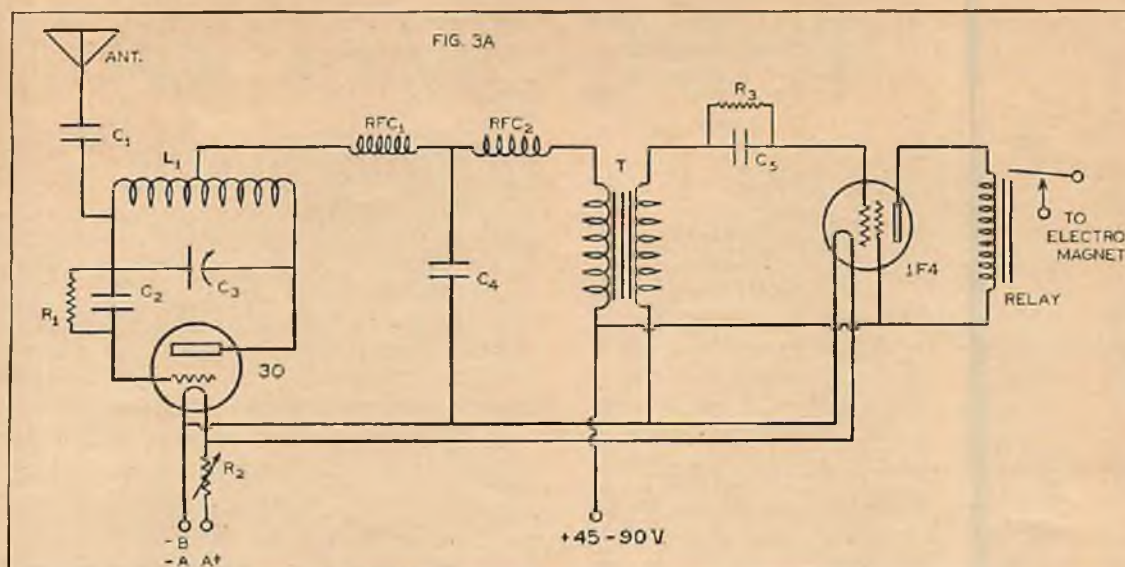 FIG. 3A
ANT.
C1
L1
RFC1
RFC2
R3
C5
T
R1
C2
C3
C4
30
1F4
RELAY
TO
ELECTRO
MAGNET
R2
-B
-A A+
+45-90 V.